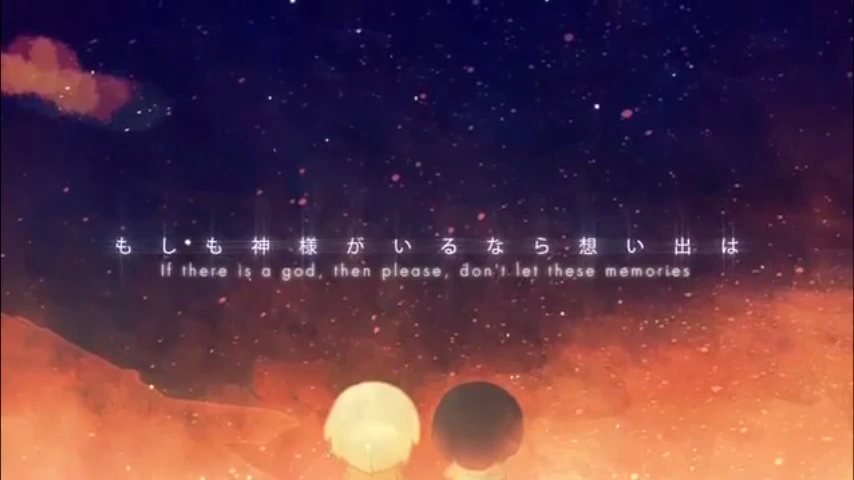 もしも神様がいるなら想い出は
If there is a god, then please, don't let these memories